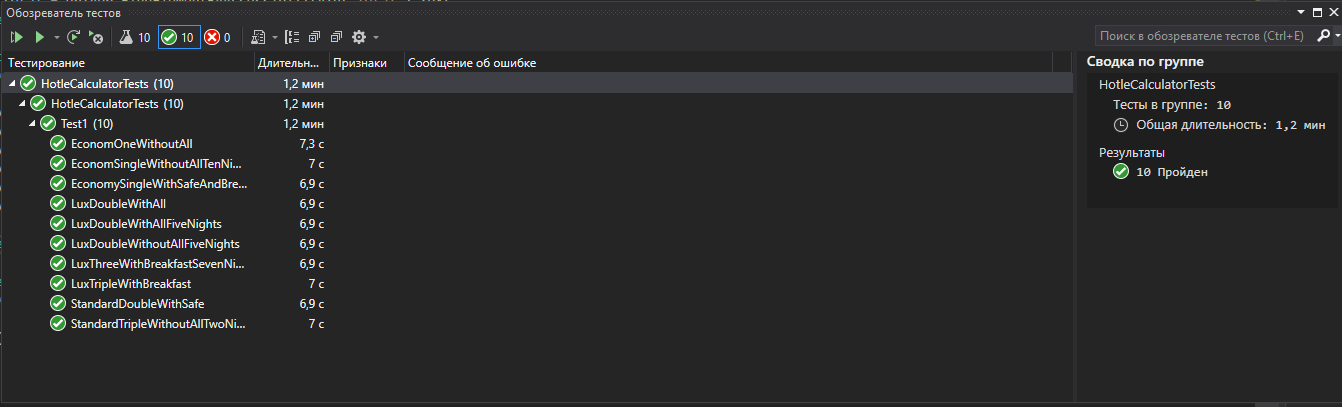 Обозреватель тестов
10 10 0
Поиск в обозревателе тестов (Ctrl+E)
Тестирование Длительн... Признаки Сообщение об ошибке
HotleCalculatorTests (10) 1,2 мин
HotleCalculatorTests (10) 1,2 мин
Test1 (10) 1,2 мин
EconomOneWithoutAll 7,3 с
EconomSingleWithoutAllTenNi... 7 с
EconomySingleWithSafeAndBre... 6,9 с
LuxDoubleWithAll 6,9 с
LuxDoubleWithAllFiveNights 6,9 с
LuxDoubleWithoutAllFiveNights 6,9 с
LuxThreeWithBreakfastSevenNi... 6,9 с
LuxTripleWithBreakfast 7 с
StandardDoubleWithSafe 6,9 с
StandardTripleWithoutAllTwoNi... 7 с
Сводка по группе
HotleCalculatorTests
Тесты в группе: 10
Общая длительность: 1,2 мин
Результаты
10 Пройден